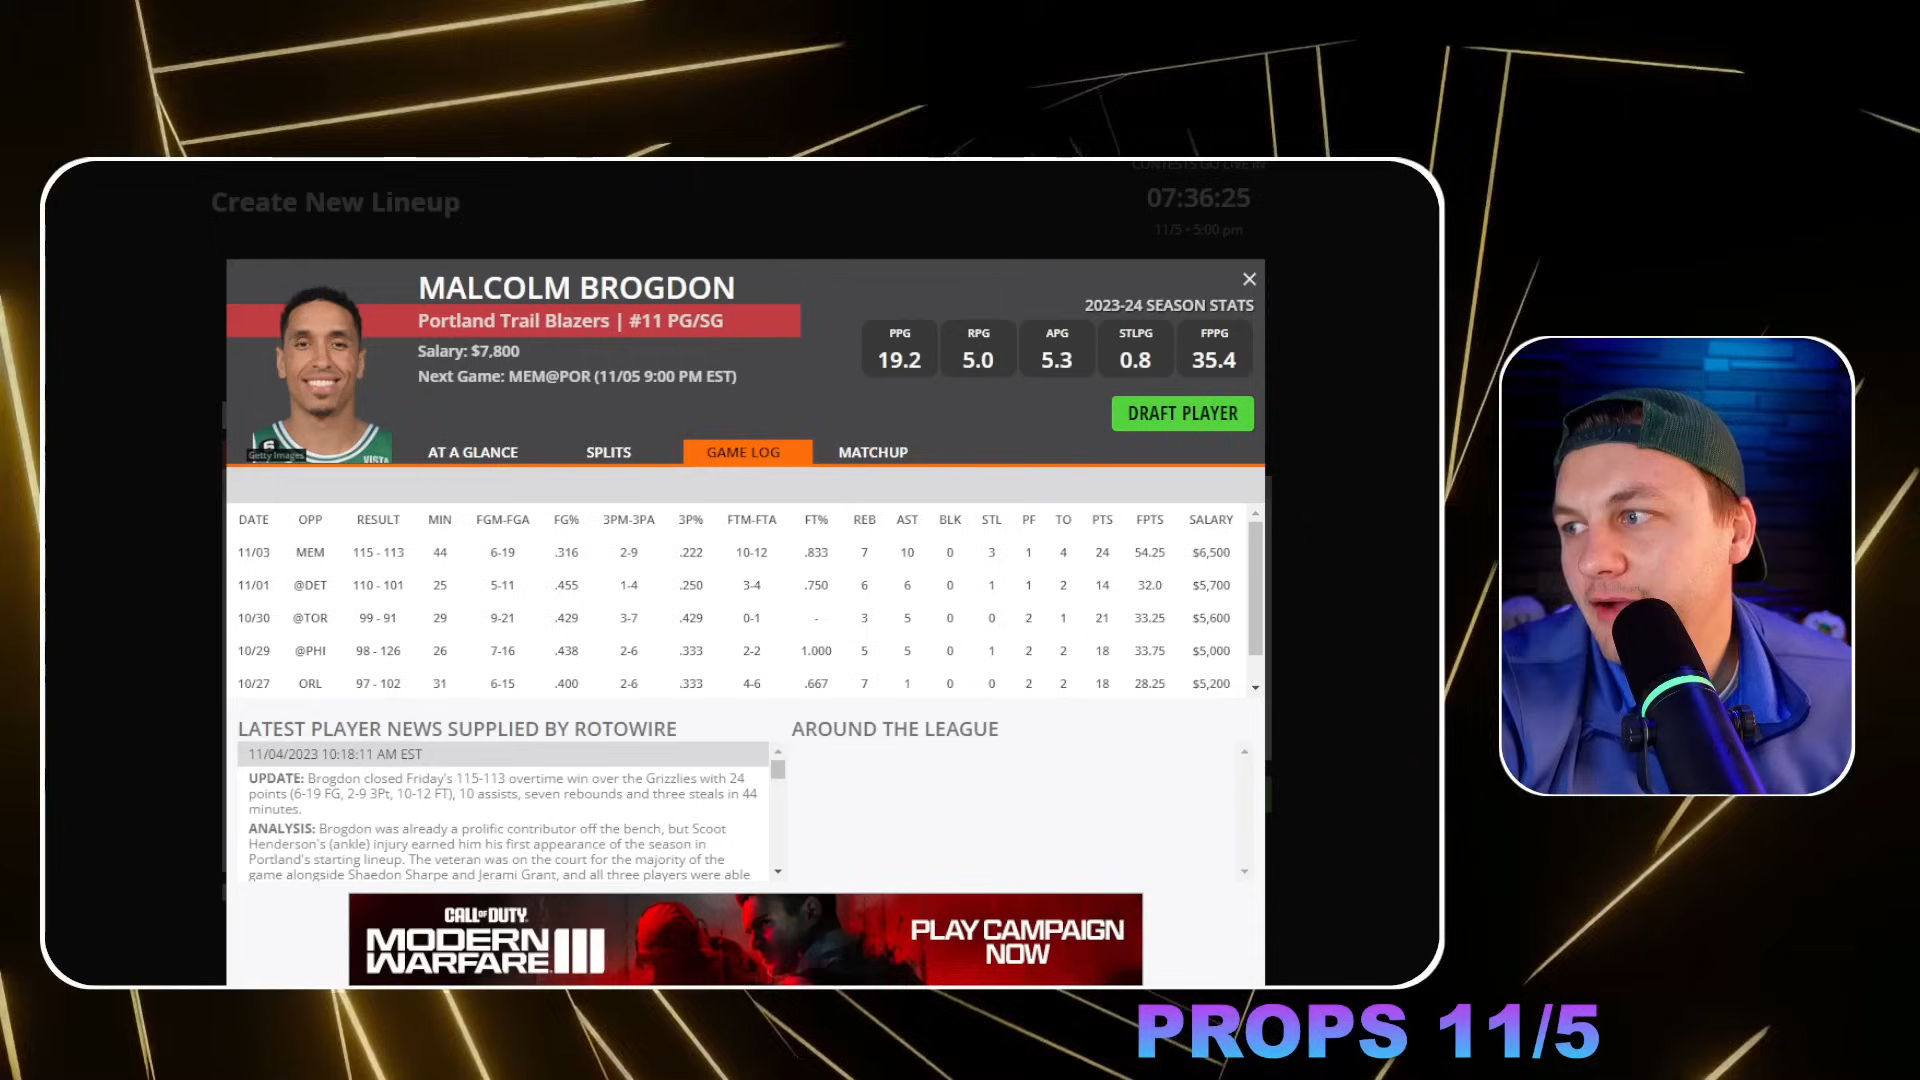 CONTESTS GO LIVE IN
Create New Lineup
07:36:25
11/5 • 5:00 pm
MALCOLM BROGDON
Portland Trail Blazers | #11 PG/SG
Salary: $7,800
Next Game: MEM@POR (11/05 9:00 PM EST)
2023-24 SEASON STATS
PPG RPG APG STLPG FPPG
19.2 5.0 5.3 0.8 35.4
DRAFT PLAYER
Getty Images
VISTA
AT A GLANCE SPLITS GAME LOG MATCHUP
DATE OPP RESULT MIN FGM-FGA FG% 3PM-3PA 3P% FTM-FTA FT% REB AST BLK STL PF TO PTS FPTS SALARY
11/03 MEM 115 - 113 44 6-19 .316 2-9 .222 10-12 .833 7 10 0 3 1 4 24 54.25 $6,500
11/01 @DET 110 - 101 25 5-11 .455 1-4 .250 3-4 .750 6 6 0 1 1 2 14 32.0 $5,700
10/30 @TOR 99 - 91 29 9-21 .429 3-7 .429 0-1 - 3 5 0 0 2 1 21 33.25 $5,600
10/29 @PHI 98 - 126 26 7-16 .438 2-6 .333 2-2 1.000 5 5 0 1 2 2 18 33.75 $5,000
10/27 ORL 97 - 102 31 6-15 .400 2-6 .333 4-6 .667 7 1 0 0 2 2 18 28.25 $5,200
LATEST PLAYER NEWS SUPPLIED BY ROTOWIRE
AROUND THE LEAGUE
11/04/2023 10:18:11 AM EST
UPDATE: Brogdon closed Friday's 115-113 overtime win over the Grizzlies with 24
points (6-19 FG, 2-9 3Pt, 10-12 FT), 10 assists, seven rebounds and three steals in 44
minutes.
ANALYSIS: Brogdon was already a prolific contributor off the bench, but Scoot
Henderson's (ankle) injury earned him his first appearance of the season in
Portland's starting lineup. The veteran was on the court for the majority of the
game alongside Shaedon Sharpe and Jerami Grant, and all three players were able
CALL OF DUTY
MODERN
WARFARE III
PLAY CAMPAIGN
NOW
PROPS 11/5